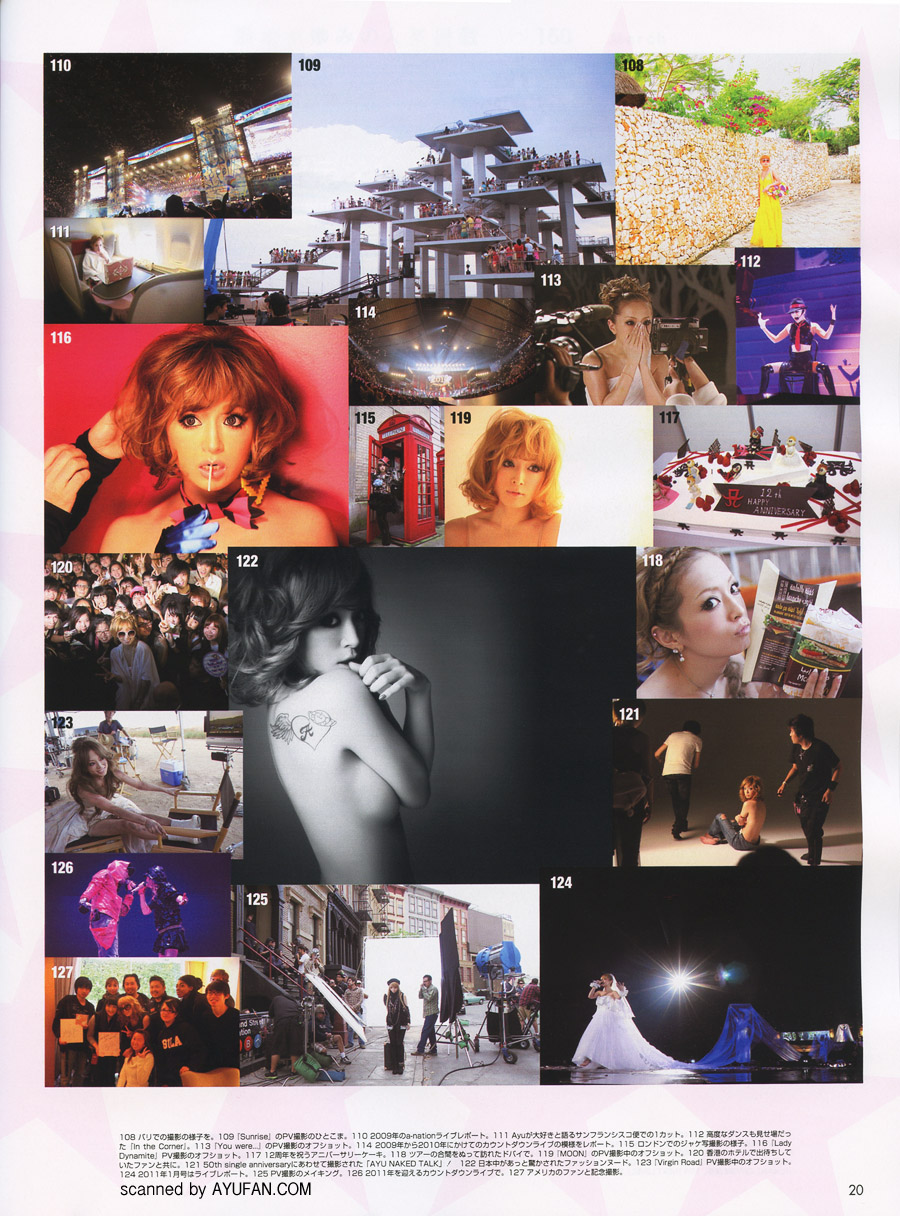 110
109
108
111
112
113
114
116
115
119
117
12th
HAPPY
ANNIVERSARY
120
122
118
123
121
126
125
124
127
108 バリでの撮影の様子を。109「Sunrise」のPV撮影のひとこま。110 2009年のa-nationライブレポート。111 Ayuが大好きと語るサンフランシスコ便での1カット。112 高度なダンスも見せ場だっ
た「In the Corner」。113「You were...」のPV撮影のオフショット。114 2009年から2010年にかけてのカウントダウンライブの模様をレポート。115 ロンドンでのジャケ写撮影の様子。116「Lady
Dynamite」PV撮影のオフショット。117 12周年を祝うアニバーサリーケーキ。118 ツアーの合間をぬって訪れたドバイで。119「MOON」のPV撮影中のオフショット。120 香港のホテルで出待ちして
いたファンと共に。121 50th single anniversaryにあわせて撮影された「AYU NAKED TALK」/ 122 日本中があっと驚かされたファッションヌード。123「Virgin Road」PV撮影中のオフショット。
124 2011年1月号はライブレポート。125 PV撮影のメイキング。126 2011年を迎えるカウントダウンライブで。127 アメリカのファンと記念撮影。
scanned by AYUFAN.COM
20